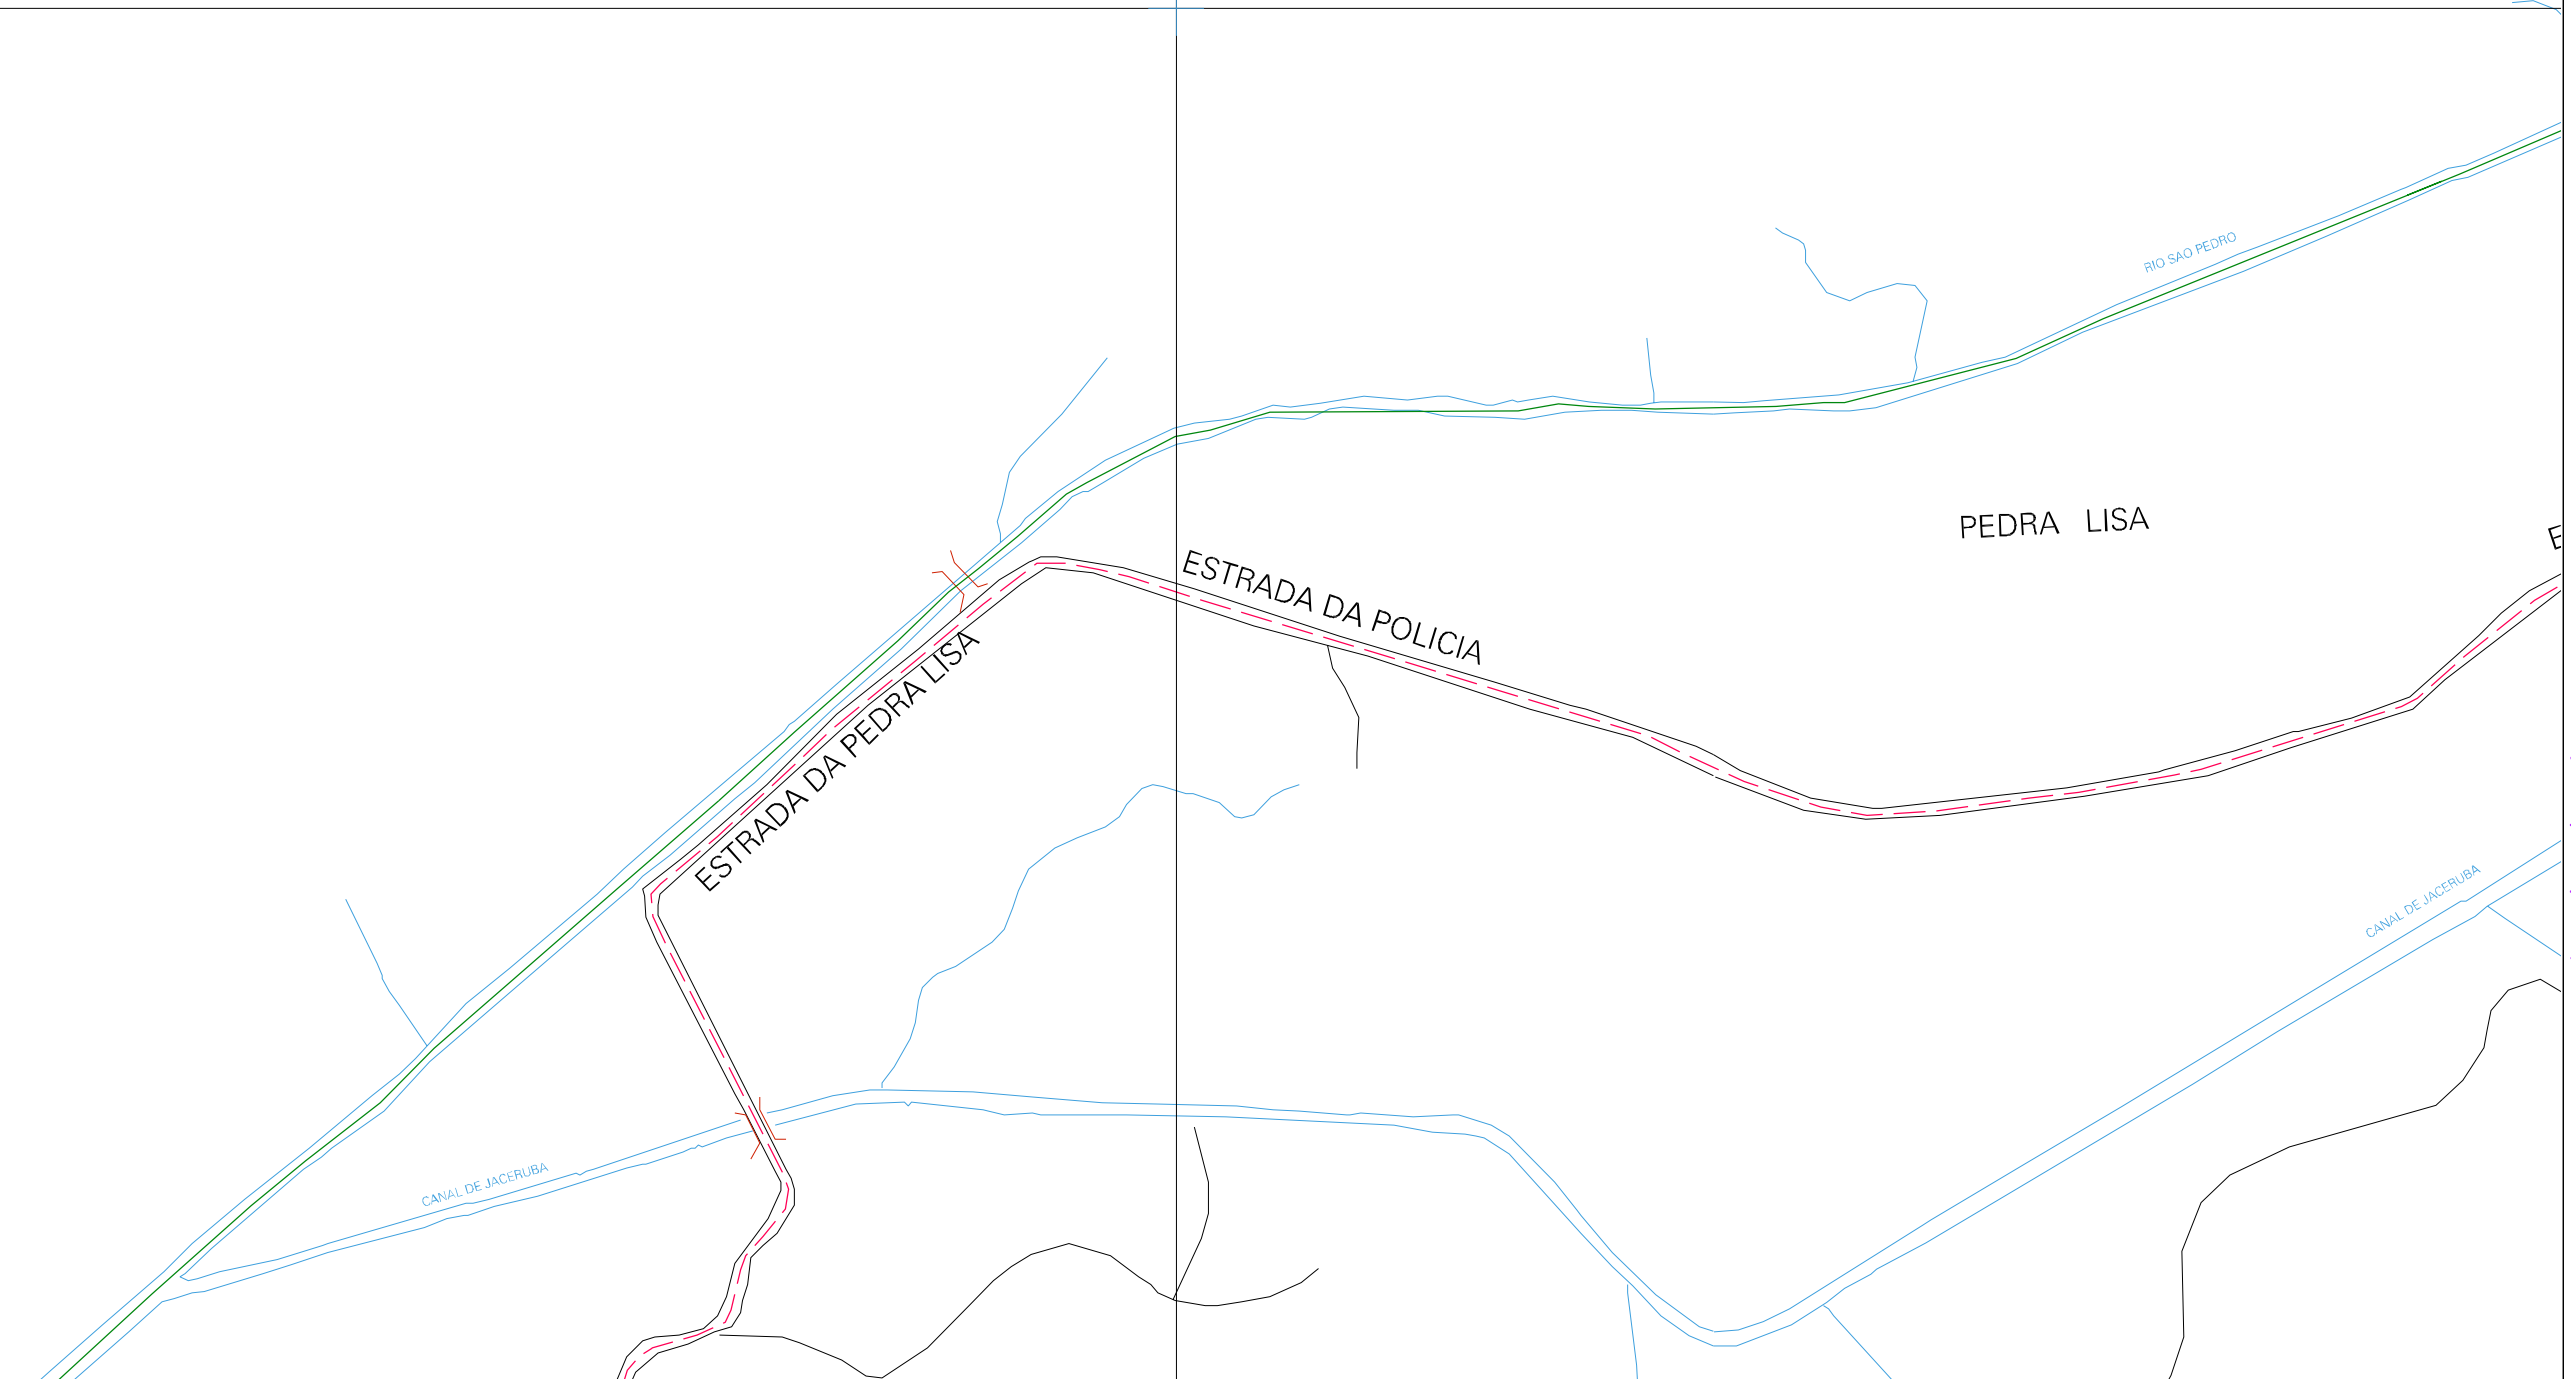 RIO SAO PEDRO
PEDRA LISA
E
ESTRADA DA POLICIA
ESTRADA DA PEDRA LISA
CANAL DE JACERUBA
CANAL DE JACERUBA